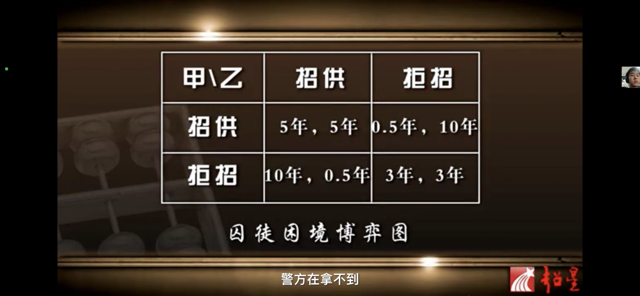 甲\乙 招供 拒招
招供 5年，5年 0.5年，10年
拒招 10年，0.5年 3年，3年
囚徒困境博弈图
警方在拿不到
超星